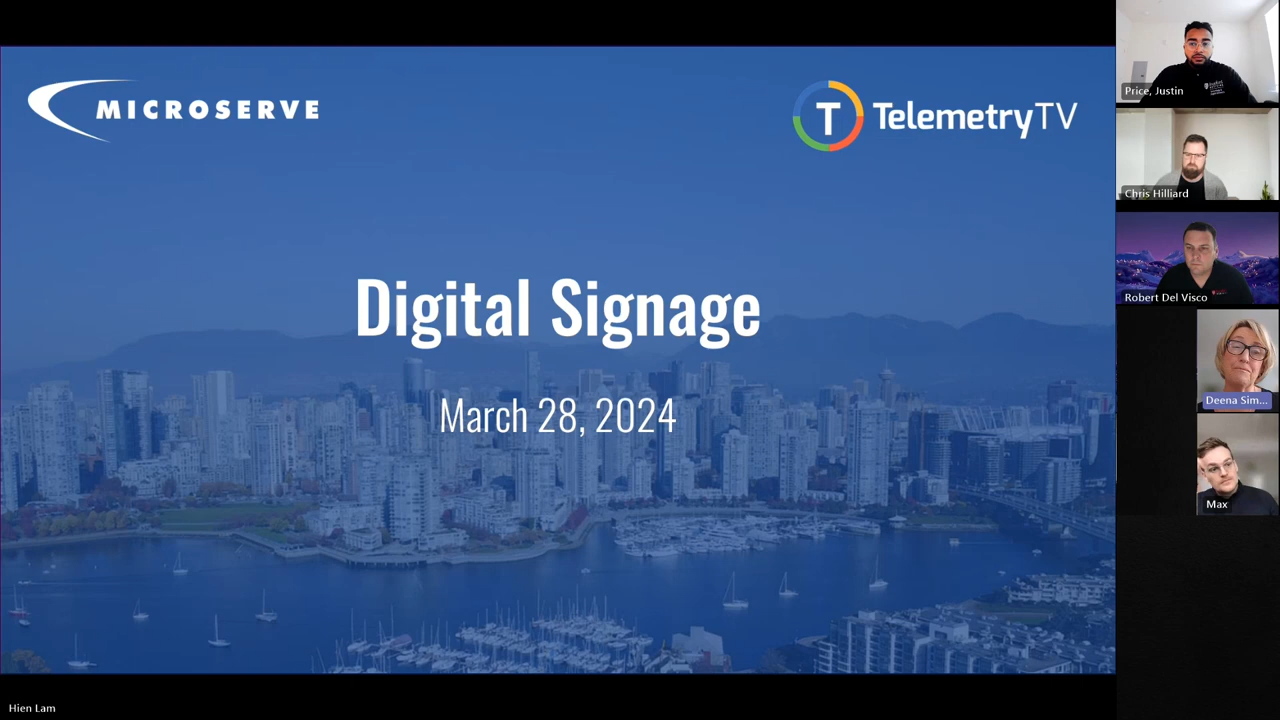 MICROSERVE
T TelemetryTV
Digital Signage
March 28, 2024
Hien Lam
Price, Justin
Chris Hilliard
Robert Del Visco
Deena Sim...
Max